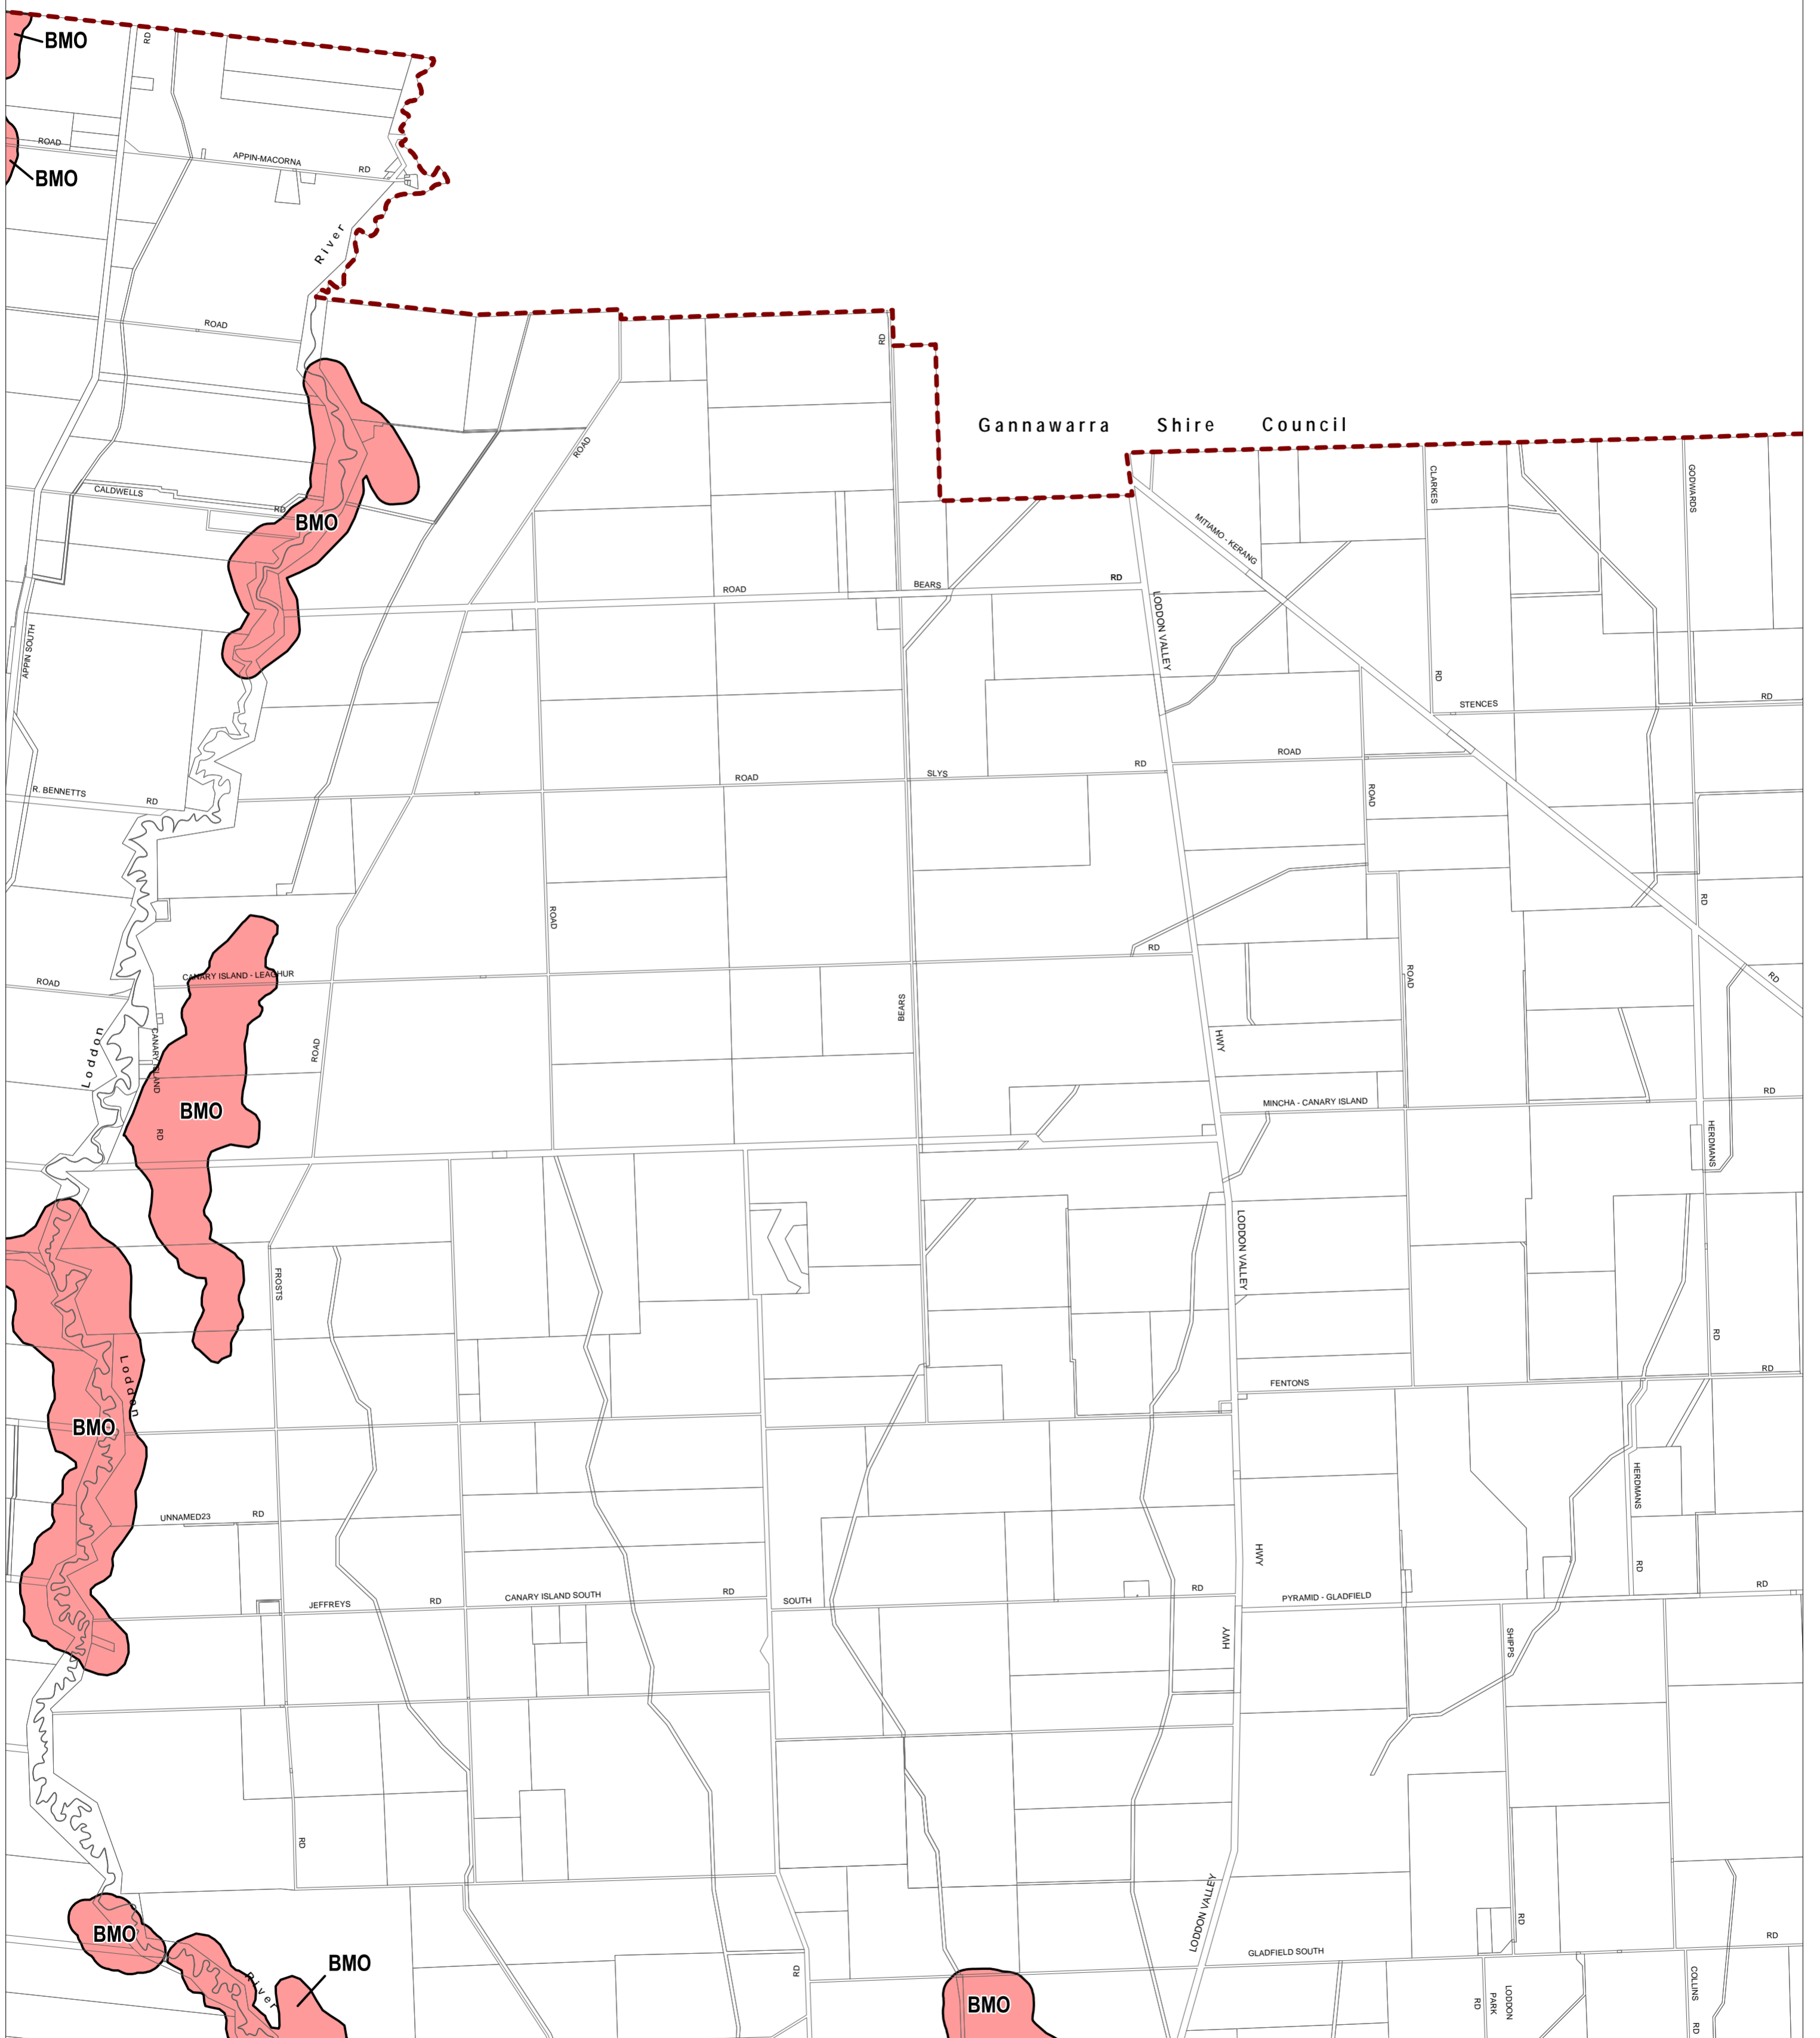 BMO
RD
ROAD
BMO
APPIN-MACORNA
RD
River
ROAD
RD
Gannawarra Shire Council
ROAD
CLARKES
GODWARDS
CALDWELLS
RD
BMO
MITIAMO - KERANG
ROAD
BEARS
RD
LODDON VALLEY
APPIN SOUTH
RD
STENCES
RD
R. BENNETTS
RD
ROAD
SLYS
RD
ROAD
ROAD
ROAD
RD
RD
CANARY ISLAND - LEAGHUR
ROAD
ROAD
RD
BEARS
Loddon
CANARY ISLAND
ROAD
HWY
BMO
RD
MINCHA - CANARY ISLAND
RD
HERDMANS
LODDON VALLEY
FROSTS
RD
Loddon
FENTONS
RD
BMO
HERDMANS
UNNAMED23
RD
HWY
RD
JEFFREYS
RD
CANARY ISLAND SOUTH
RD
SOUTH
RD
PYRAMID - GLADFIELD
RD
HWY
SHIPPS
RD
LODDON VALLEY
RD
BMO
RD
GLADFIELD SOUTH
RD
BMO
River
RD
BMO
RD
LODDON
PARK
COLLINS
RD